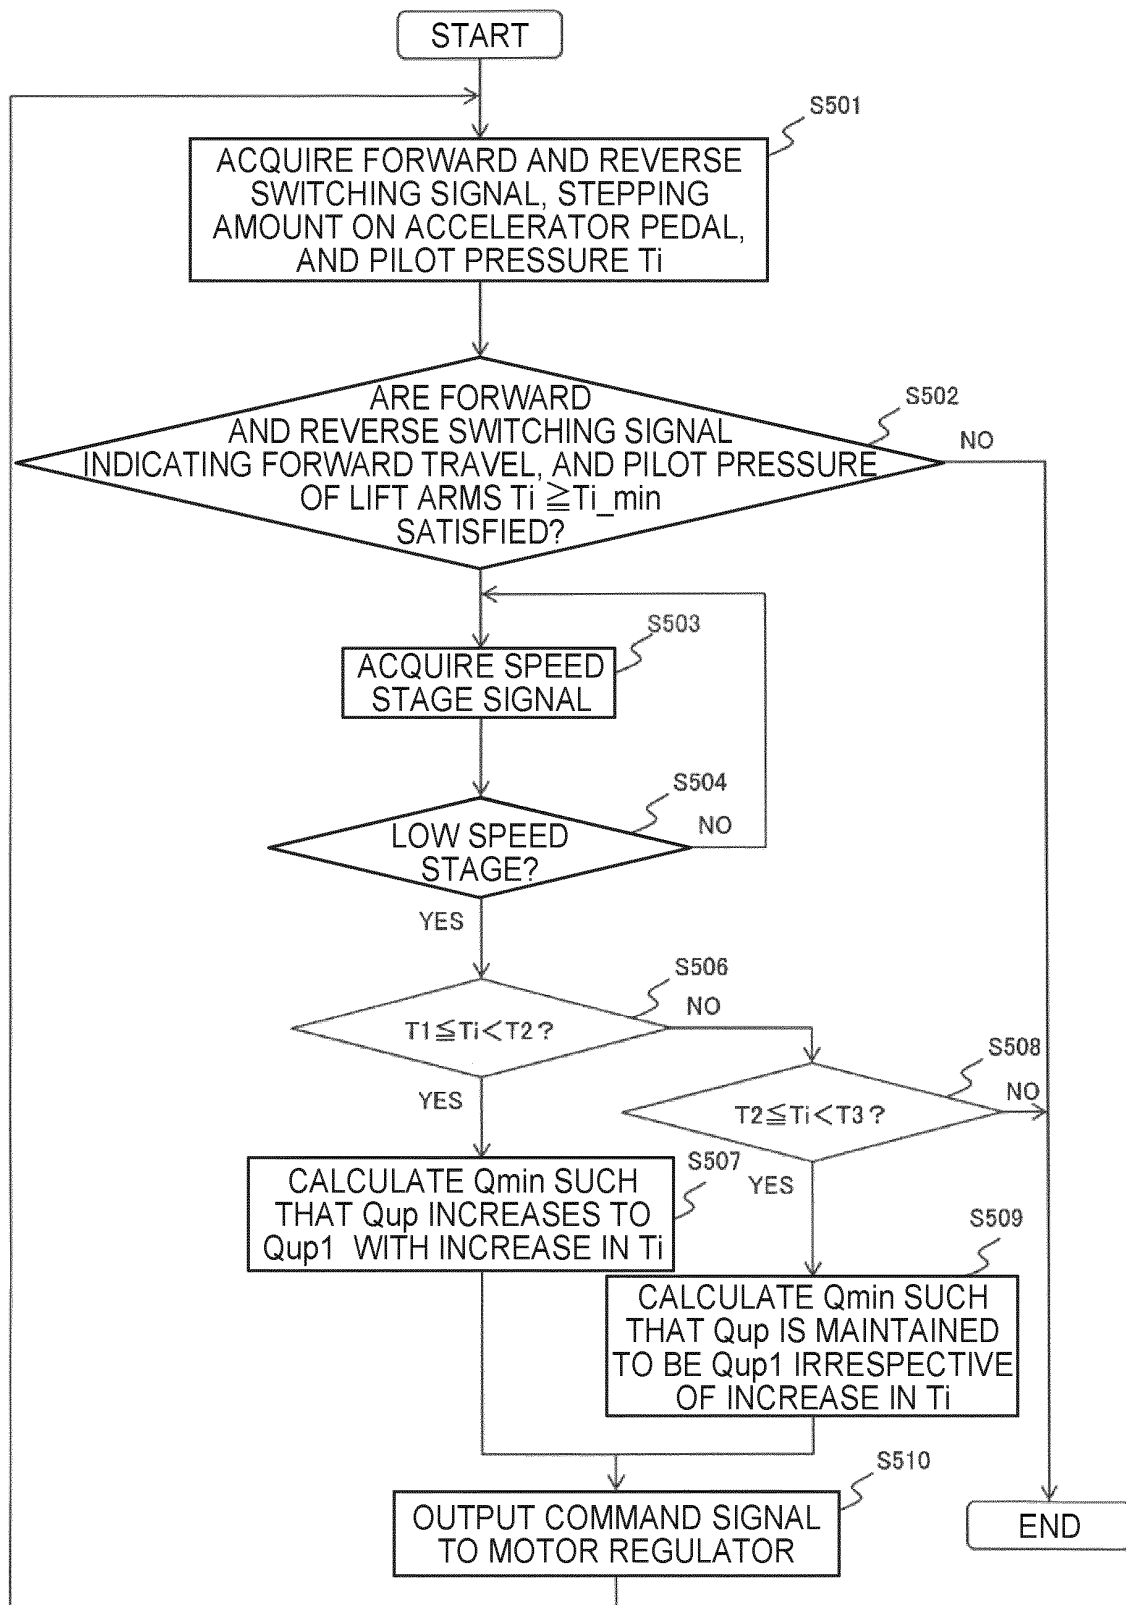 START
S501
ACQUIRE FORWARD AND REVERSE
SWITCHING SIGNAL, STEPPING
AMOUNT ON ACCELERATOR PEDAL,
AND PILOT PRESSURE Ti
S502
ARE FORWARD
AND REVERSE SWITCHING SIGNAL
INDICATING FORWARD TRAVEL, AND PILOT PRESSURE
OF LIFT ARMS Ti ≧Ti_min
SATISFIED?
NO
S503
ACQUIRE SPEED
STAGE SIGNAL
S504
LOW SPEED
STAGE?
NO
YES
S506
T1≦Ti<T2?
NO
YES
S508
T2≦Ti<T3?
NO
YES
S507
CALCULATE Qmin SUCH
THAT Qup INCREASES TO
Qup1 WITH INCREASE IN Ti
S509
CALCULATE Qmin SUCH
THAT Qup IS MAINTAINED
TO BE Qup1 IRRESPECTIVE
OF INCREASE IN Ti
S510
OUTPUT COMMAND SIGNAL
TO MOTOR REGULATOR
END